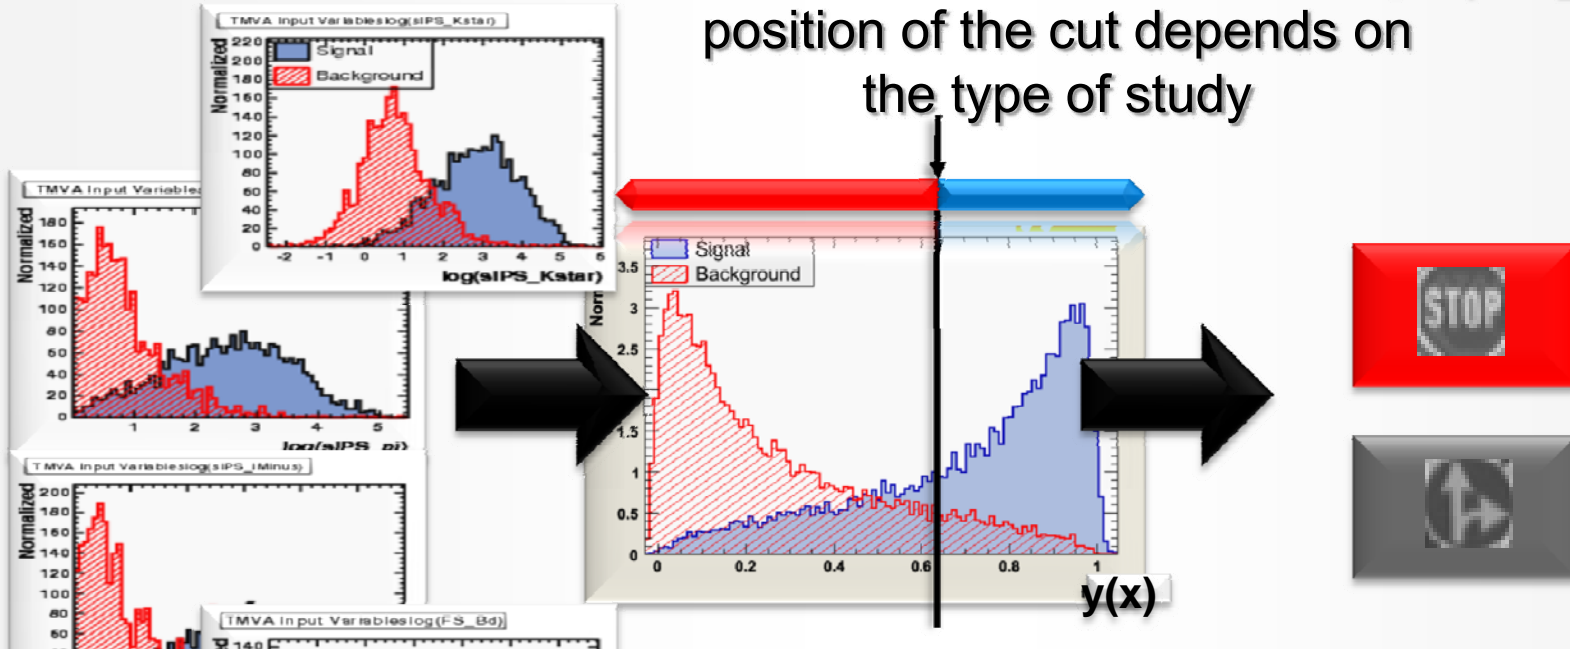 position of the cut depends on
the type of study
TMVA Input Variableslog(sIPS_Kstar)
Normalized
220
200
180
160
140
120
100
80
60
40
20
0
Signal
Background
-2 -1 0 1 2 3 4 5 6
log(sIPS_Kstar)
TMVA Input Variables
Normalized
180
160
140
120
100
80
60
40
20
0
1 2 3 4 5
log(sIPS_pi)
TMVA Input Variableslog(sIPS_lMinus)
Normalized
200
180
160
140
120
100
80
60
TMVA Input Variableslog(FS_Bd)
140
Signal
Background
3.5
3
2.5
1.5
1
0.5
0
0 0.2 0.4 0.6 0.8 1
y(x)
STOP